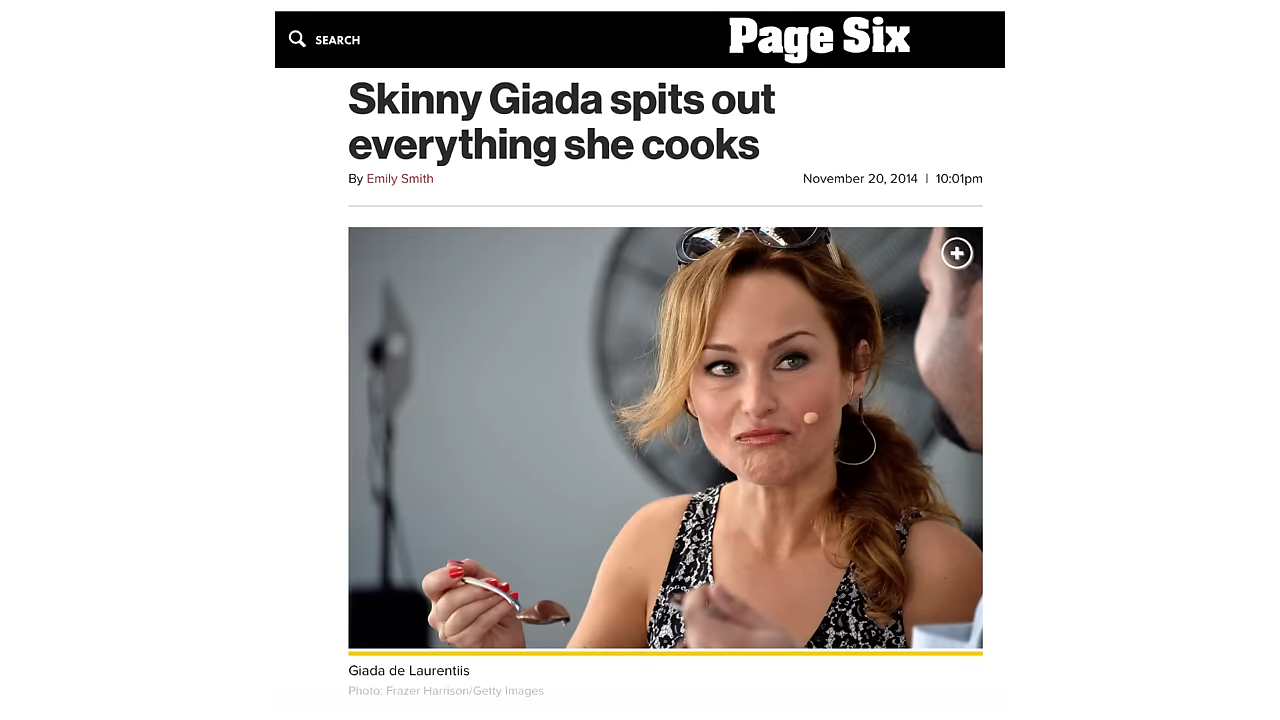 SEARCH
Page Six
Skinny Giada spits out
everything she cooks
By Emily Smith
November 20, 2014 | 10:01pm
Giada de Laurentiis
Photo: Frazer Harrison/Getty Images